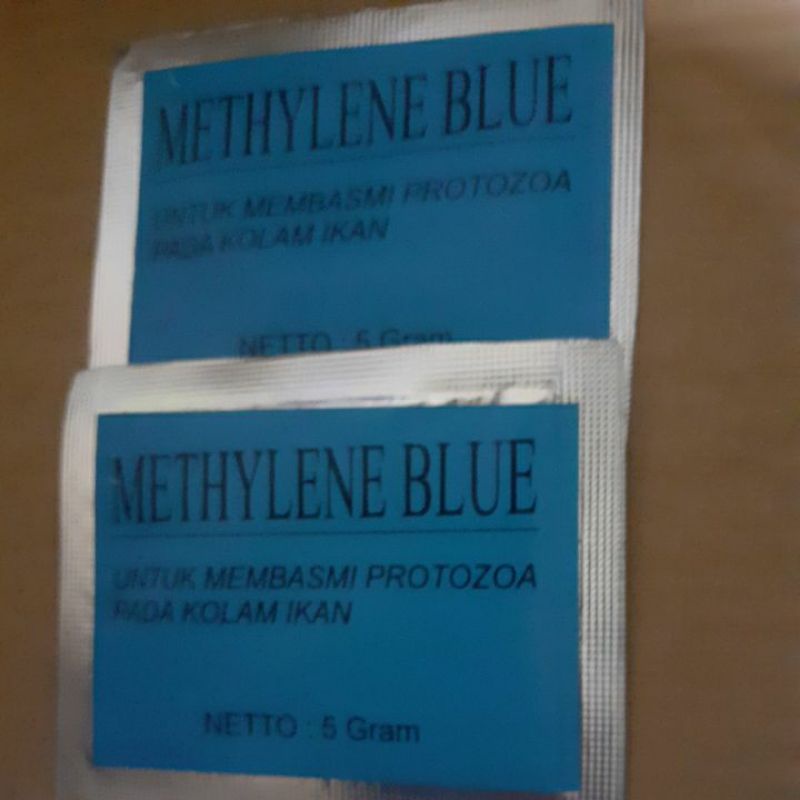 METHYLENE BLUE
UNTUK MEMBASMI PROTOZOA
PADA KOLAM IKAN
NETTO : 5 Gram
METHYLENE BLUE
UNTUK MEMBASMI PROTOZOA
PADA KOLAM IKAN
NETTO : 5 Gram